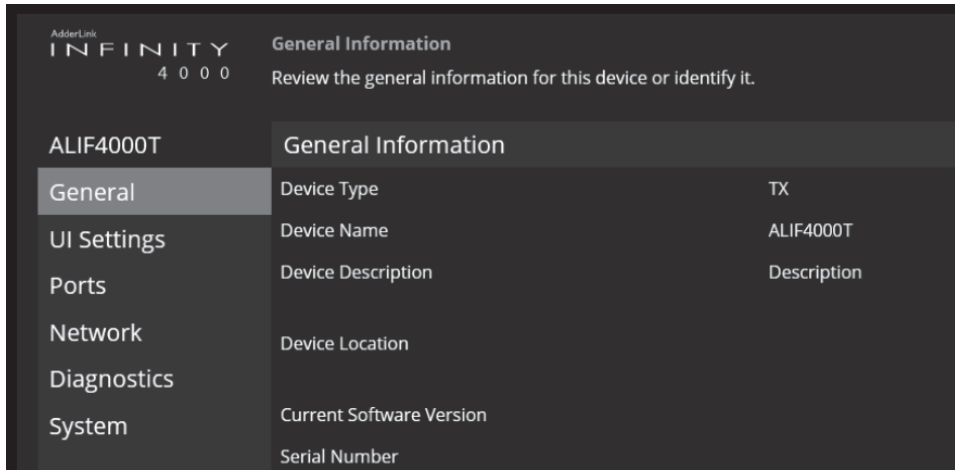 AdderLink
INFINITY
4000
General Information
Review the general information for this device or identify it.
ALIF4000T
General
UI Settings
Ports
Network
Diagnostics
System
General Information
Device Type TX
Device Name ALIF4000T
Device Description Description
Device Location
Current Software Version
Serial Number